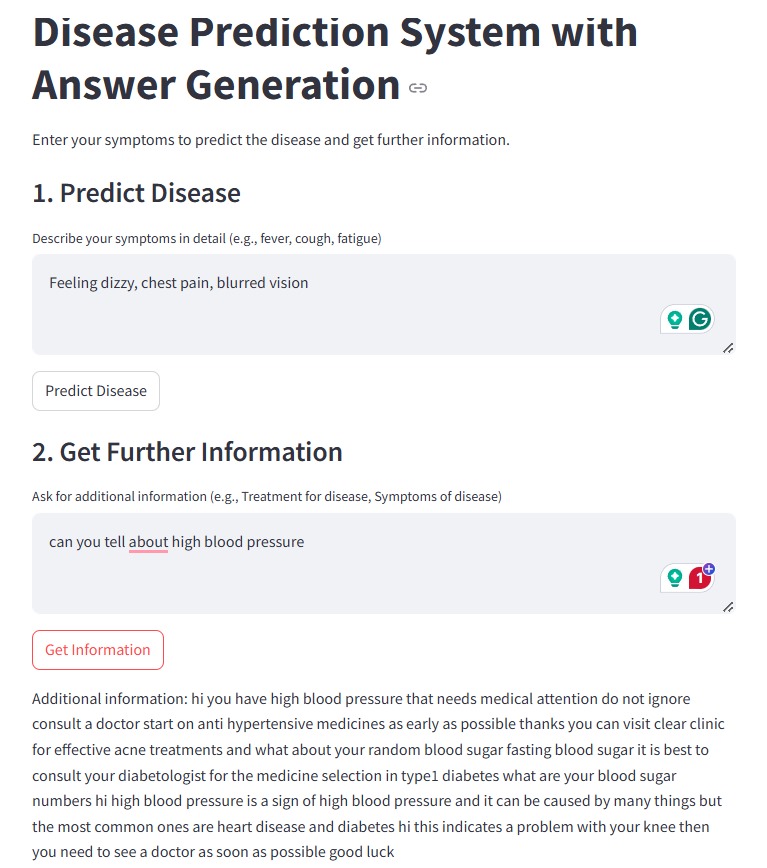 Disease Prediction System with
Answer Generation
Enter your symptoms to predict the disease and get further information.
1. Predict Disease
Describe your symptoms in detail (e.g., fever, cough, fatigue)
Feeling dizzy, chest pain, blurred vision
Predict Disease
2. Get Further Information
Ask for additional information (e.g., Treatment for disease, Symptoms of disease)
can you tell about high blood pressure
1
Get Information
Additional information: hi you have high blood pressure that needs medical attention do not ignore
consult a doctor start on anti hypertensive medicines as early as possible thanks you can visit clear clinic
for effective acne treatments and what about your random blood sugar fasting blood sugar it is best to
consult your diabetologist for the medicine selection in type1 diabetes what are your blood sugar
numbers hi high blood pressure is a sign of high blood pressure and it can be caused by many things but
the most common ones are heart disease and diabetes hi this indicates a problem with your knee then
you need to see a doctor as soon as possible good luck